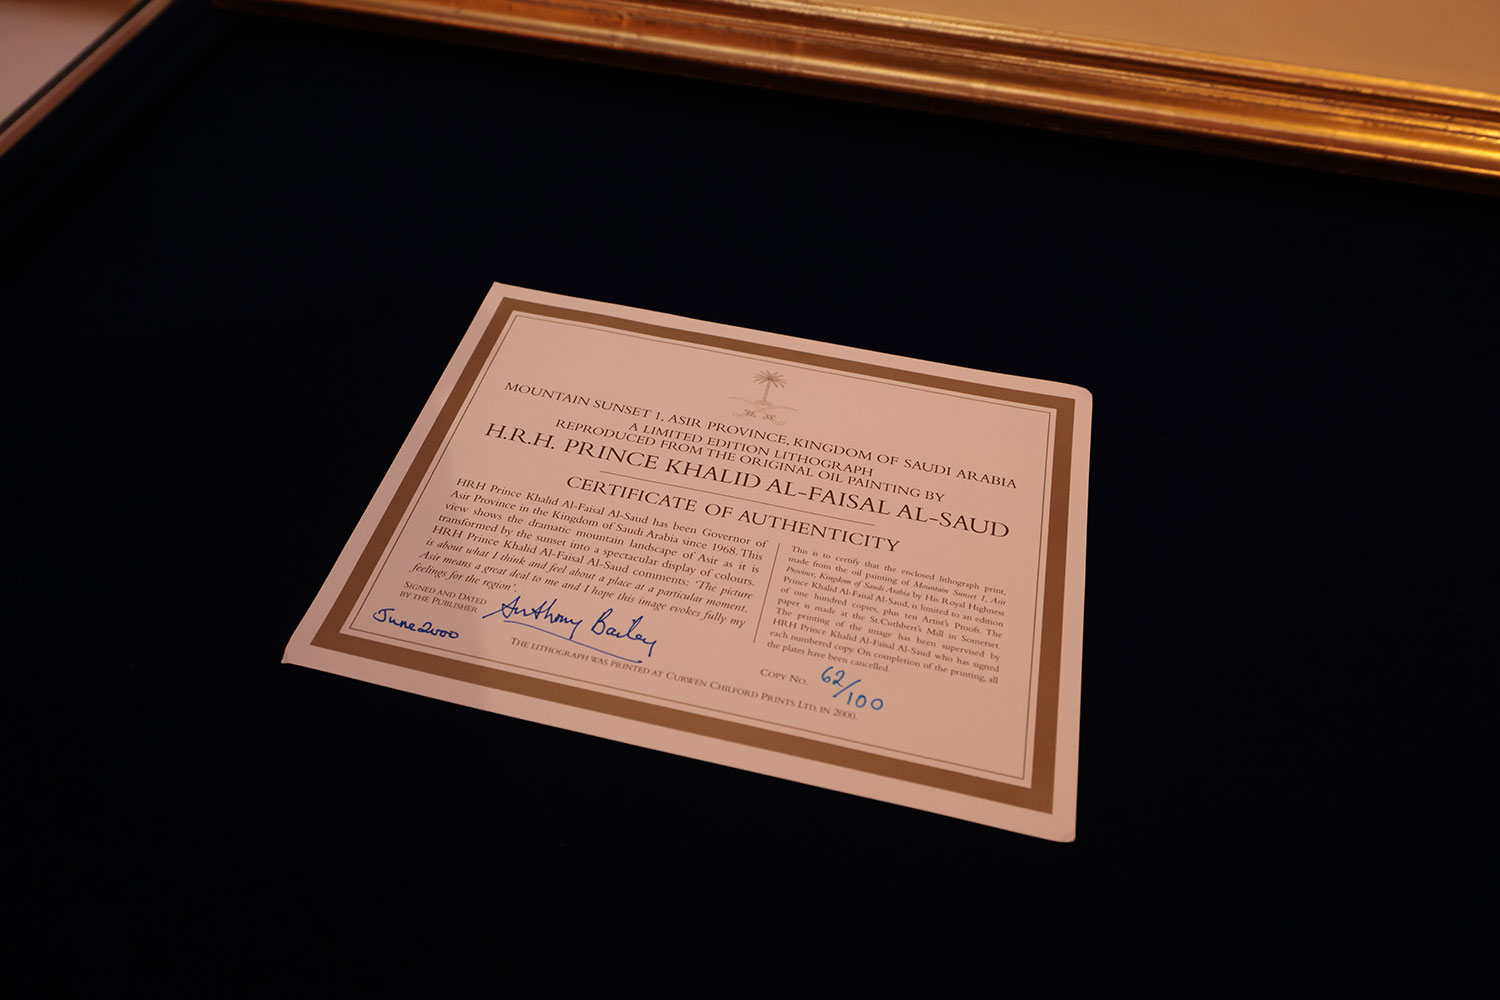 MOUNTAIN SUNSET 1, ASIR PROVINCE, KINGDOM OF SAUDI ARABIA
A LIMITED EDITION LITHOGRAPH
REPRODUCED FROM THE ORIGINAL OIL PAINTING BY
H.R.H. PRINCE KHALID AL-FAISAL AL-SAUD
CERTIFICATE OF AUTHENTICITY
HRH Prince Khalid Al-Faisal Al-Saud has been Governor of
Asir Province in the Kingdom of Saudi Arabia since 1968. This
view shows the dramatic mountain landscape of Asir as it is
transformed by the sunset into a spectacular display of colours.
HRH Prince Khalid Al-Faisal Al-Saud comments: 'The picture
is about what I think and feel about a place at a particular moment.
Asir means a great deal to me and I hope this image evokes fully my
feelings for the region'.
SIGNED AND DATED
BY THE PUBLISHER
Anthony Bailey
June 2000
This is to certify that the enclosed lithograph print,
made from the oil painting of Mountain Sunset 1, Asir
Province, Kingdom of Saudi Arabia by His Royal Highness
Prince Khalid Al-Faisal Al-Saud, is limited to an edition
of one hundred copies, plus ten Artist's Proofs. The
paper is made at the St.Cuthbert's Mill in Somerset.
The printing of the image has been supervised by
HRH Prince Khalid Al-Faisal Al-Saud who has signed
each numbered copy. On completion of the printing, all
the plates have been cancelled.
COPY NO. 62/100
THE LITHOGRAPH WAS PRINTED AT CURWEN CHILFORD PRINTS LTD. IN 2000.